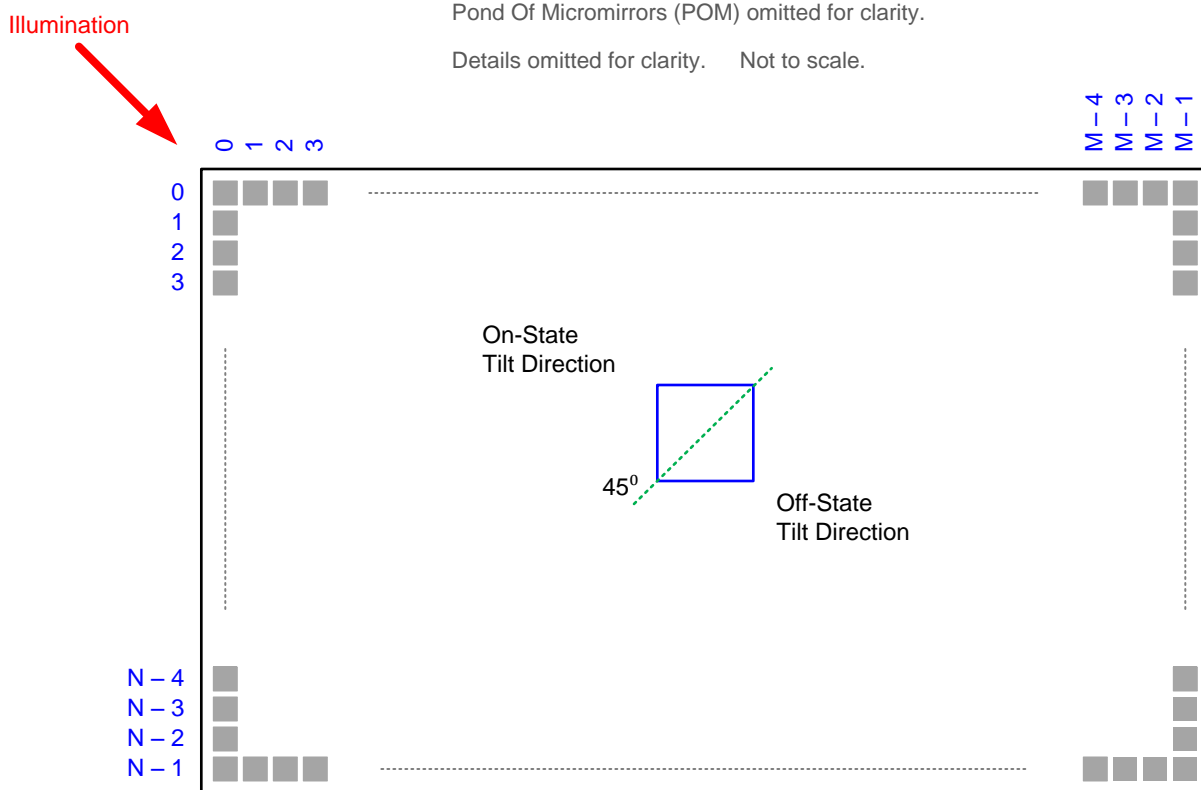 Pond Of Micromirrors (POM) omitted for clarity.
Illumination
Details omitted for clarity. Not to scale.
0 1 2 3
M – 4 M – 3 M – 2 M – 1
0
1
2
3
On-State
Tilt Direction
45⁰
Off-State
Tilt Direction
N – 4
N – 3
N – 2
N – 1